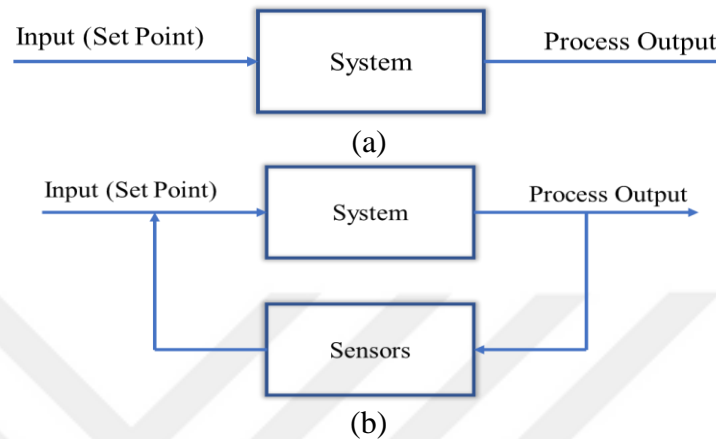 Input (Set Point)
System
Process Output
(a)
Input (Set Point)
System
Process Output
Sensors
(b)